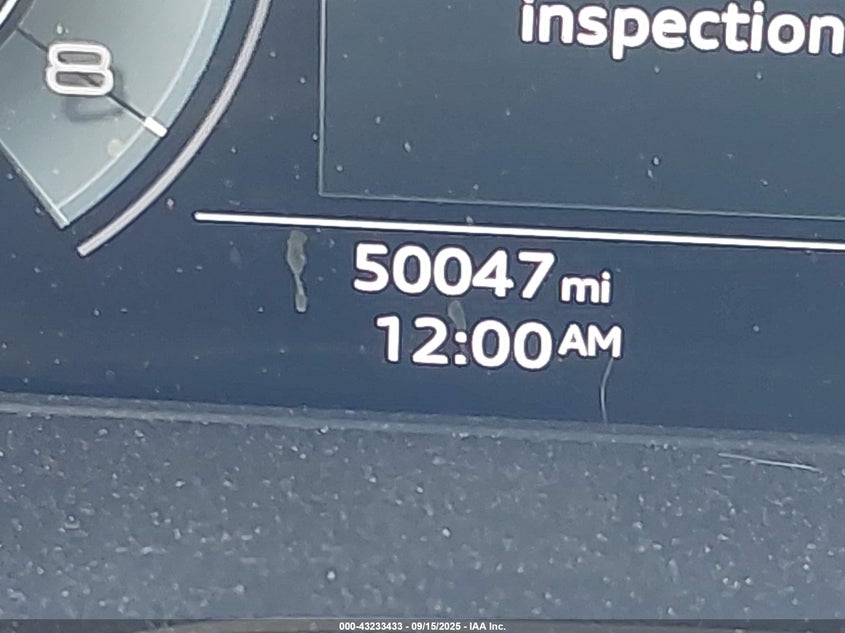 inspection
8
50047 mi
12:00 AM
000-43233433 - 09/15/2025 - IAA Inc.